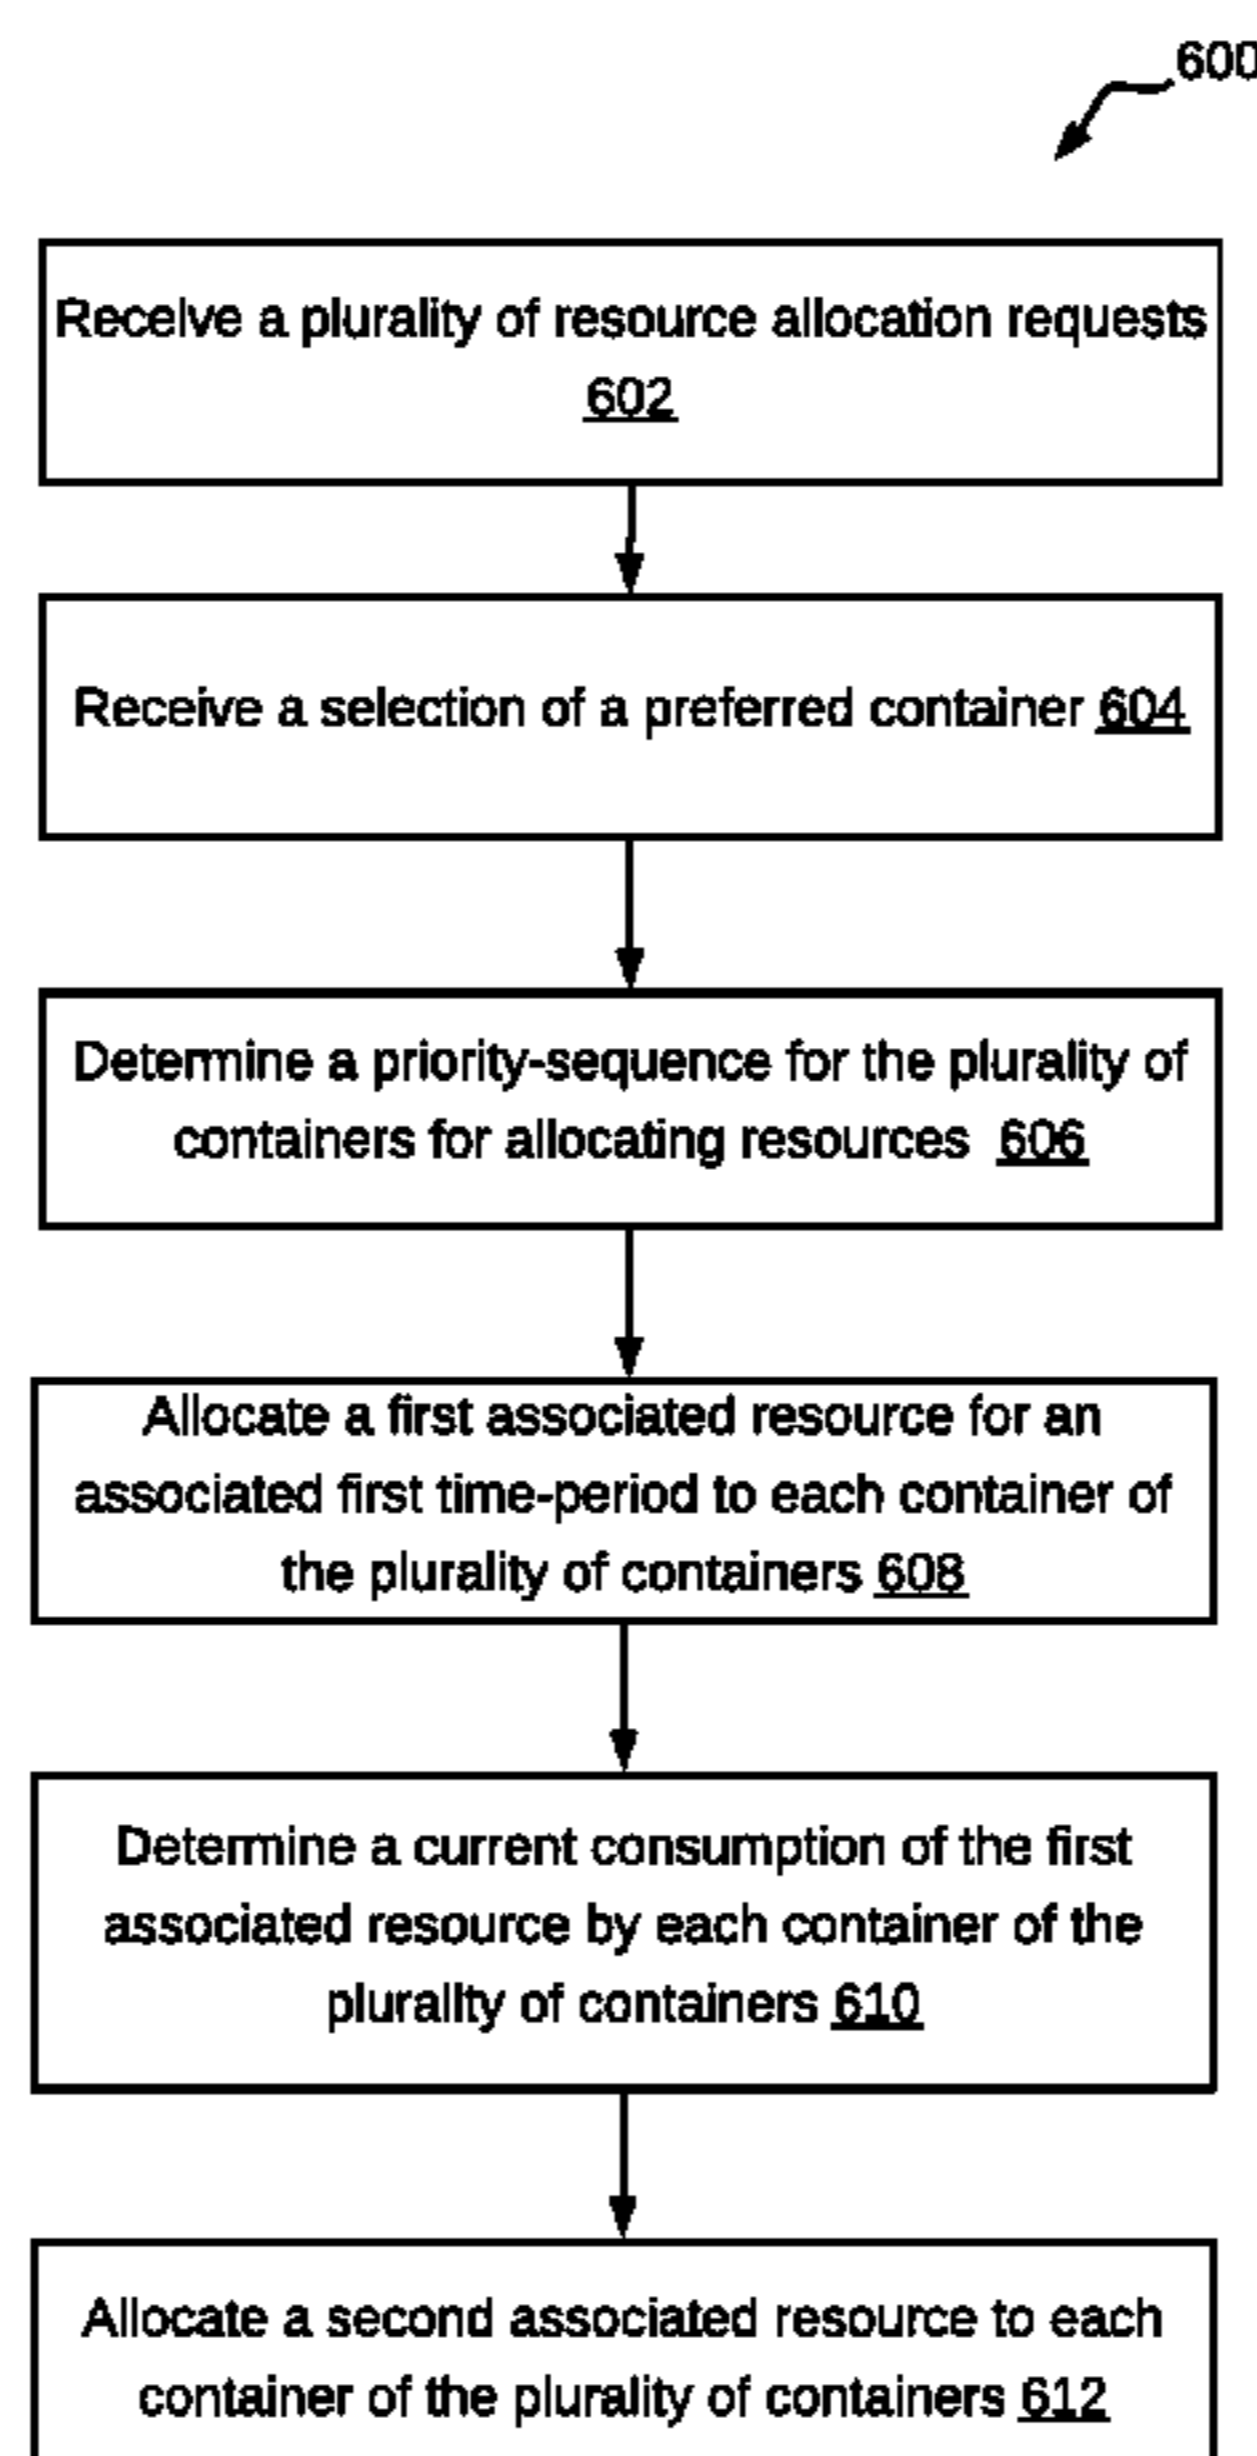 600
Receive a plurality of resource allocation requests
602
Receive a selection of a preferred container 604
Determine a priority-sequence for the plurality of
containers for allocating resources 606
Allocate a first associated resource for an
associated first time-period to each container of
the plurality of containers 608
Determine a current consumption of the first
associated resource by each container of the
plurality of containers 610
Allocate a second associated resource to each
container of the plurality of containers 612